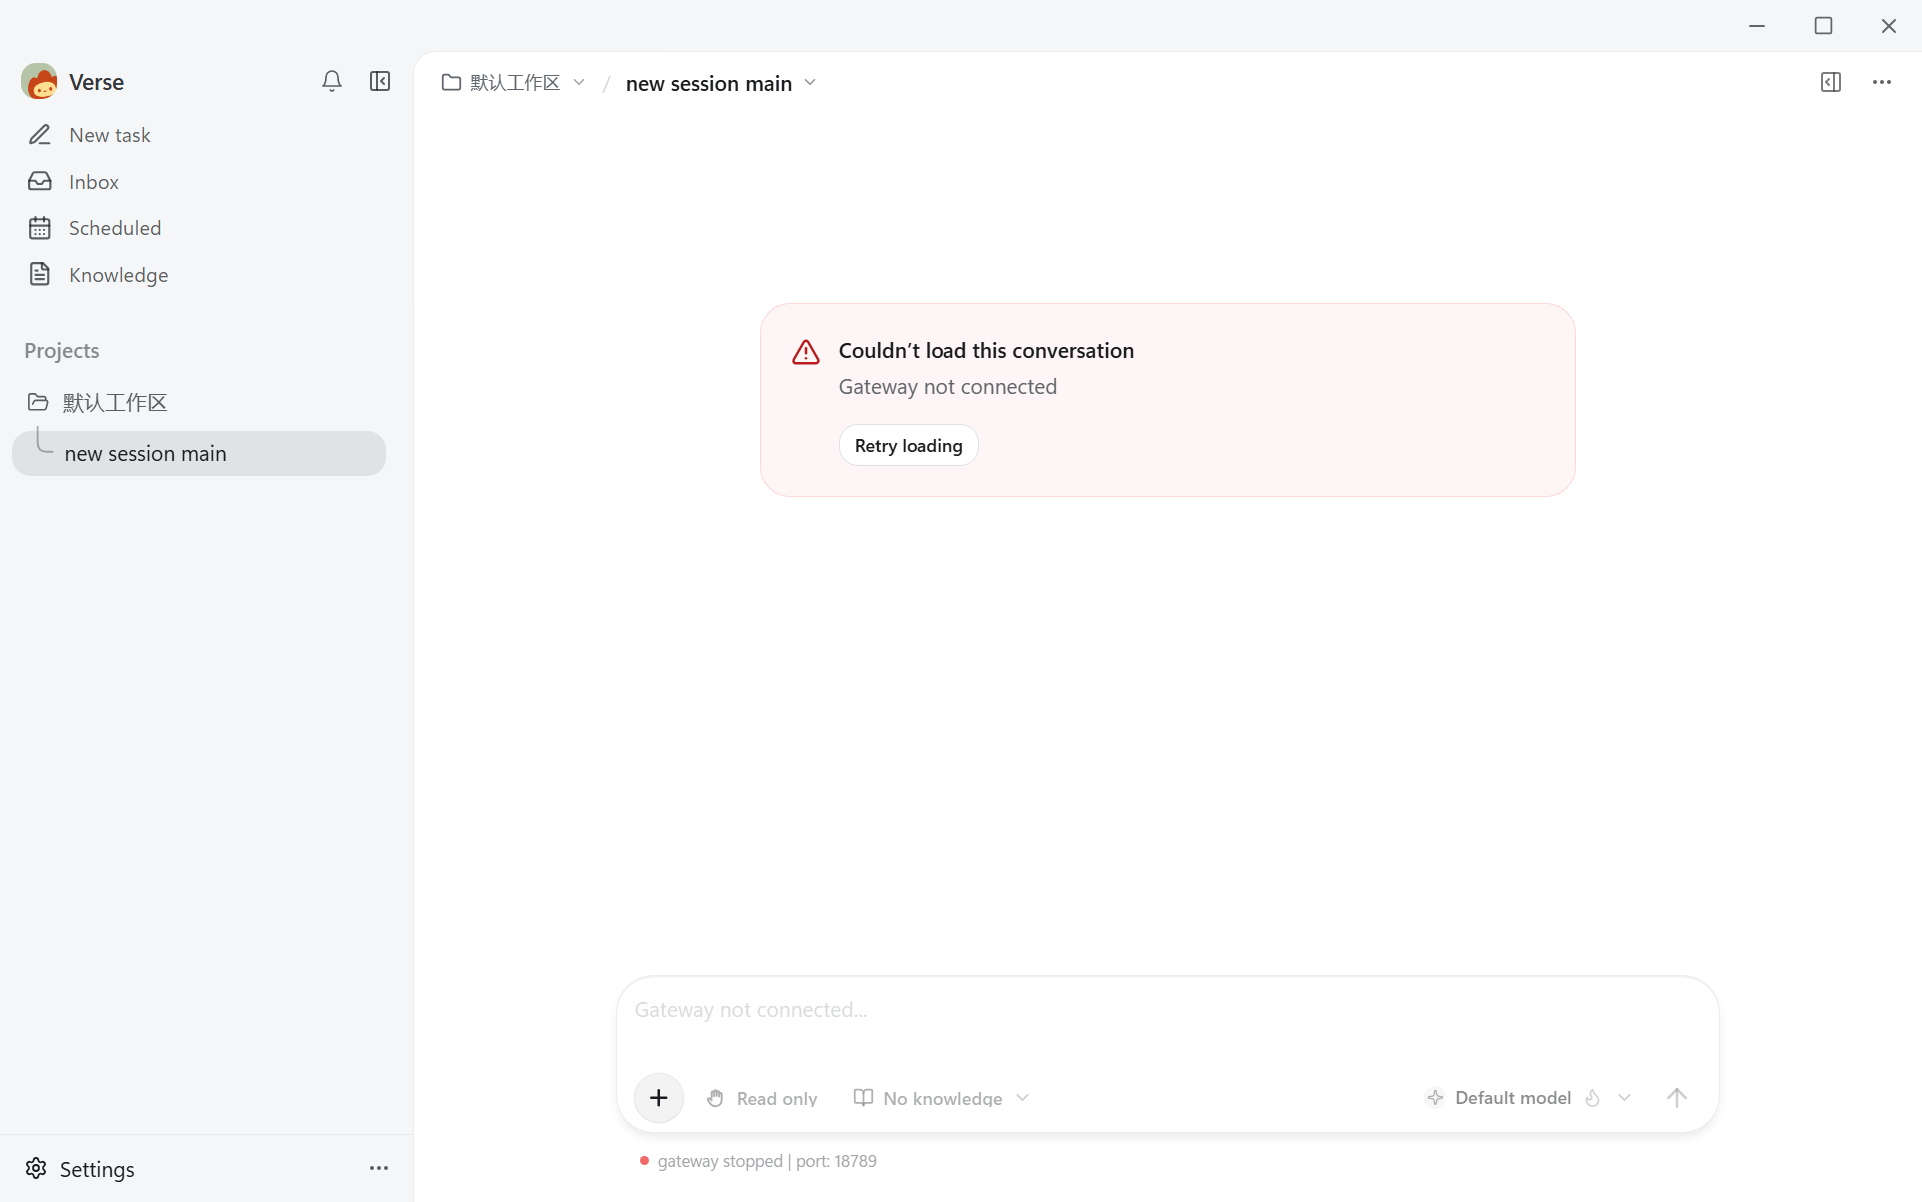 Verse
New task
Inbox
Scheduled
Knowledge
Projects
默认工作区
new session main
Settings
默认工作区 / new session main
Couldn’t load this conversation
Gateway not connected
Retry loading
Gateway not connected...
Read only
No knowledge
Default model
gateway stopped | port: 18789